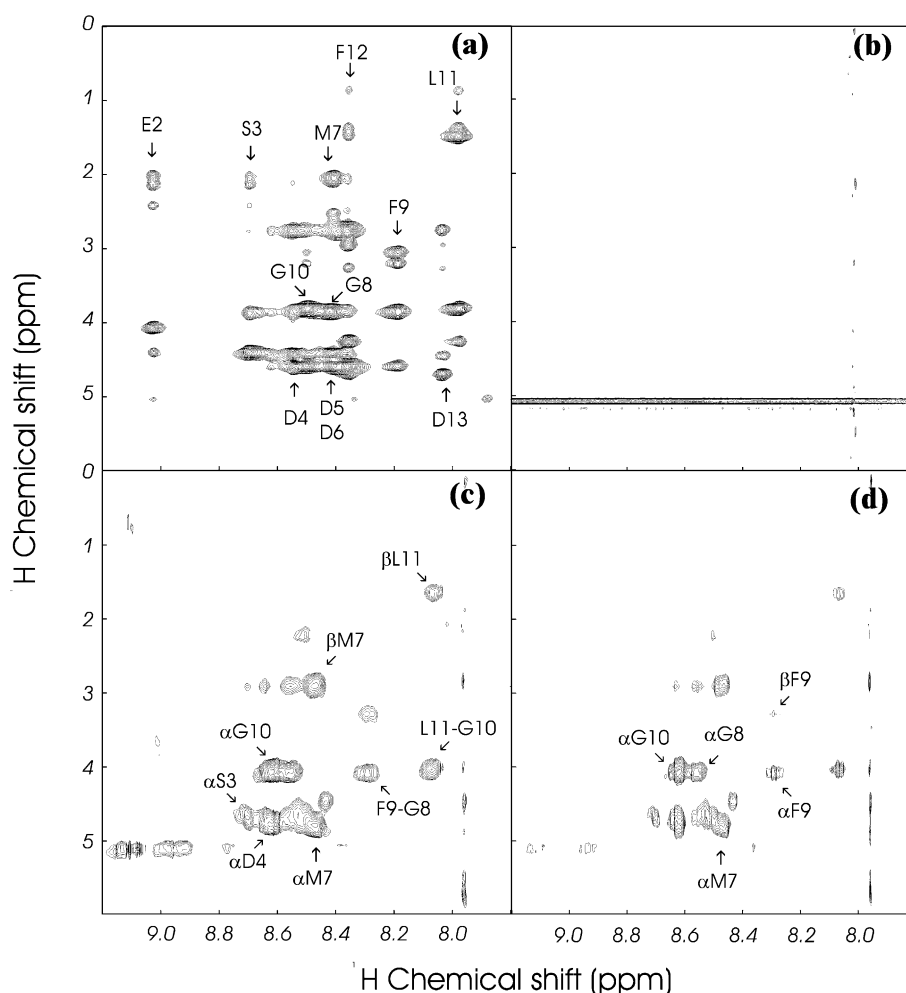 (a)
(b)
0
1
2
3
4
5
F12
L11
E2
S3
M7
F9
G10
G8
D4
D5
D6
D13
¹H Chemical shift (ppm)
(c)
(d)
0
1
2
3
4
5
βL11
βM7
αG10
L11-G10
αS3
F9-G8
αD4
αM7
βF9
αG10
αG8
αF9
αM7
9.0
8.8
8.6
8.4
8.2
8.0
9.0
8.8
8.6
8.4
8.2
8.0
¹H Chemical shift (ppm)